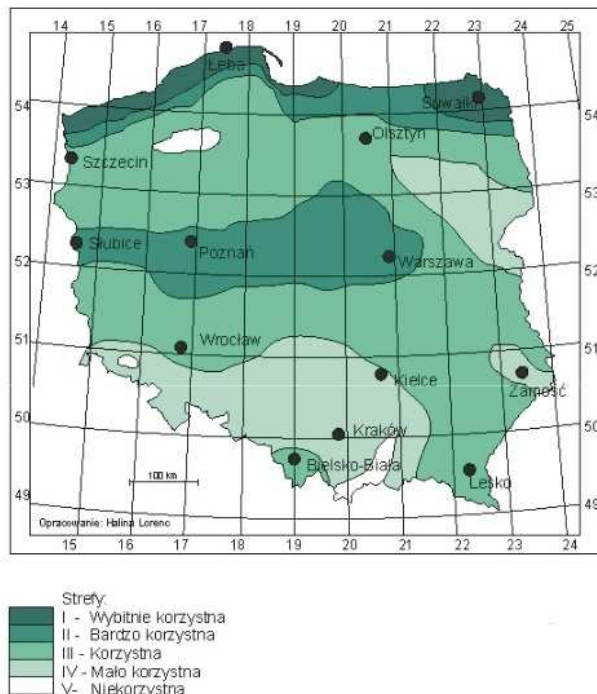 14 15 16 17 18 19 20 21 22 23 24 25
Łeba
54 Suwałki 54
Olsztyn
Szczecin
53 53
Słubice Poznań Warszawa
52 52
51 Wrocław 51
Kielce Zamość
50 Kraków 50
Bielsko-Biała Lesko
100 km
49 49
Opracowanie: Halina Lorenc
15 16 17 18 19 20 21 22 23 24
Strefy:
I - Wybitnie korzystna
II - Bardzo korzystna
III - Korzystna
IV - Mało korzystna
V- Niekorzystna